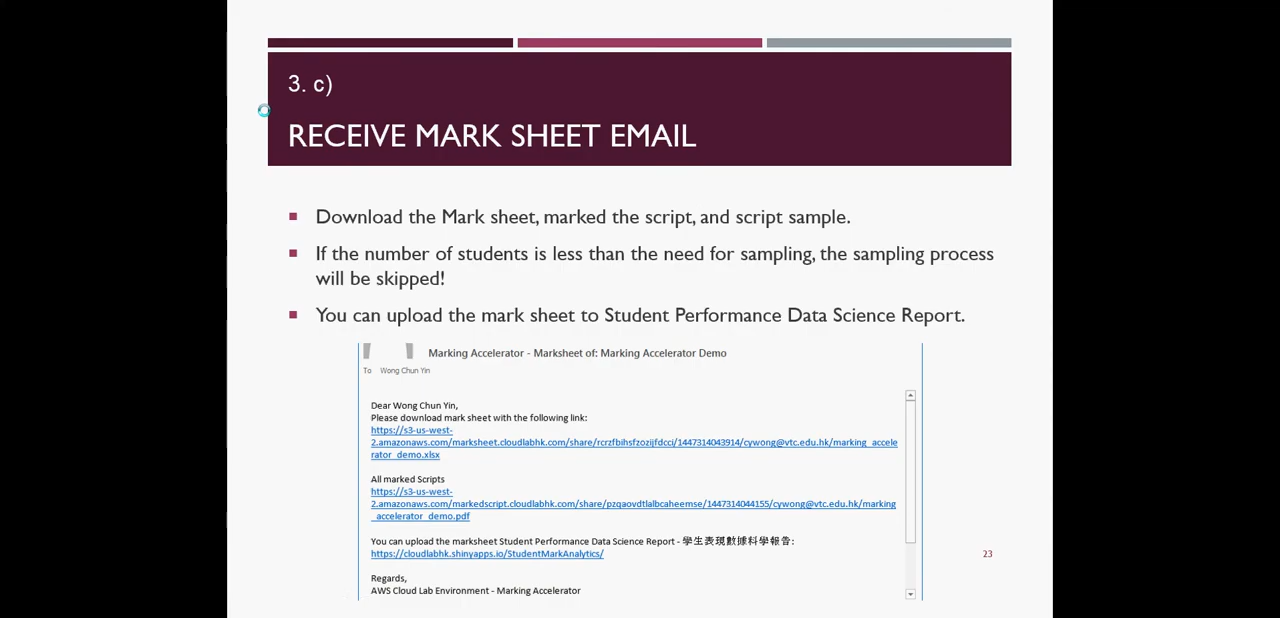 3. c)
RECEIVE MARK SHEET EMAIL
Download the Mark sheet, marked the script, and script sample.
If the number of students is less than the need for sampling, the sampling process
will be skipped!
You can upload the mark sheet to Student Performance Data Science Report.
Marking Accelerator - Marksheet of: Marking Accelerator Demo
To Wong Chun Yin
Dear Wong Chun Yin,
Please download mark sheet with the following link:
https://s3-us-west-
2.amazonaws.com/marksheet.cloudlabhk.com/share/rcrzfbihsfzozijfdcci/1447314043914/cywong@vtc.edu.hk/marking_accele
rator_demo.xlsx
All marked Scripts
https://s3-us-west-
2.amazonaws.com/markedscript.cloudlabhk.com/share/pzqaovdtlalbcaheemse/1447314044155/cywong@vtc.edu.hk/marking
_accelerator_demo.pdf
You can upload the marksheet Student Performance Data Science Report - 學生表現數據科學報告:
https://cloudlabhk.shinyapps.io/StudentMarkAnalytics/
23
Regards,
AWS Cloud Lab Environment - Marking Accelerator